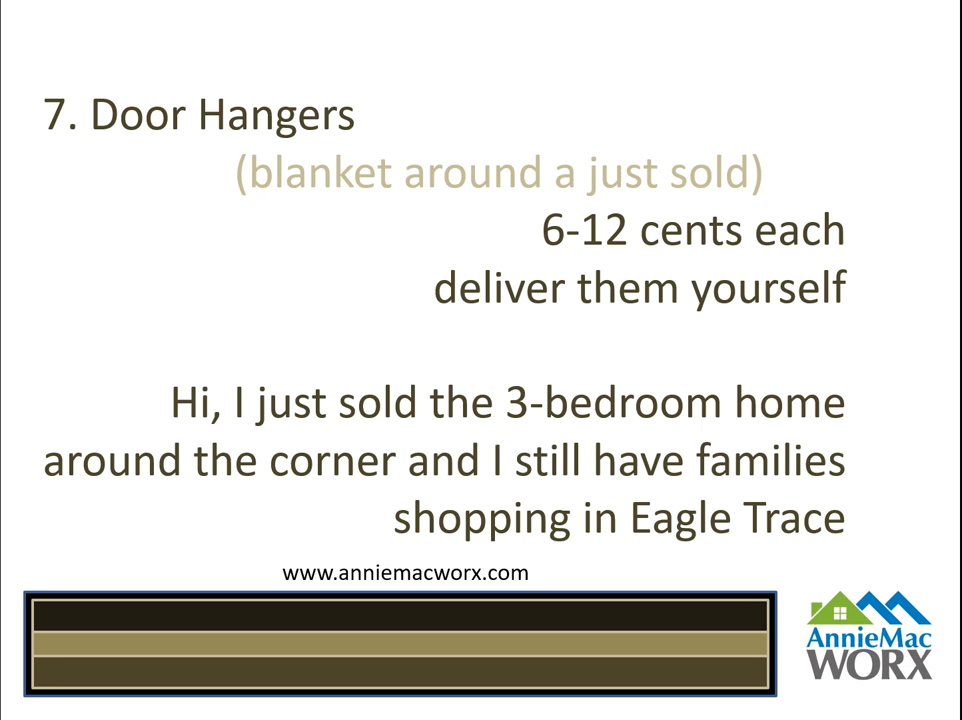 7. Door Hangers
(blanket around a just sold)
6-12 cents each
deliver them yourself
Hi, I just sold the 3-bedroom home
around the corner and I still have families
shopping in Eagle Trace
www.anniemacworx.com
AnnieMac
WORX